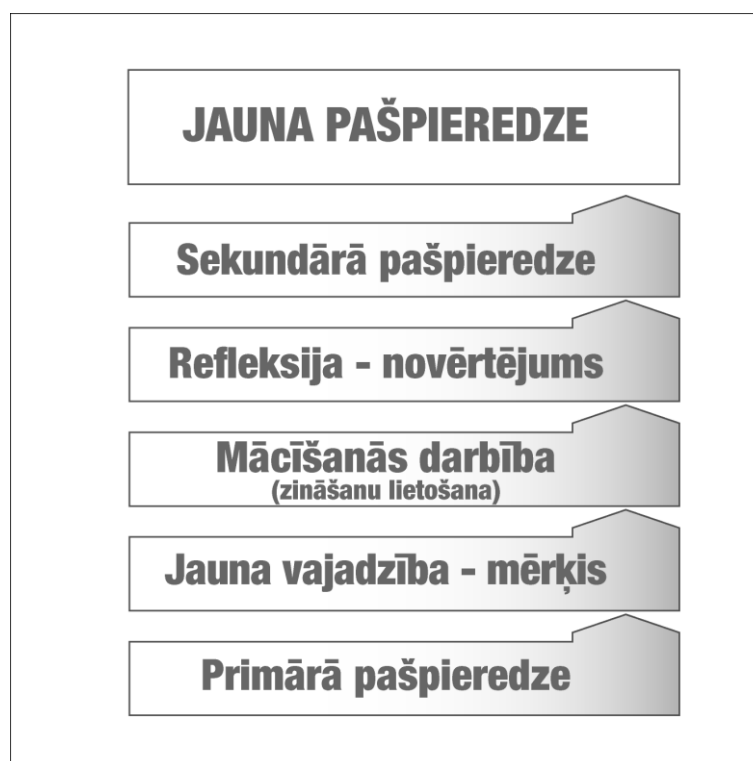 JAUNA PAŠPIEREDZE
Sekundārā pašpieredze
Refleksija - novērtējums
Mācīšanās darbība
(zināšanu lietošana)
Jauna vajadzība - mērķis
Primārā pašpieredze